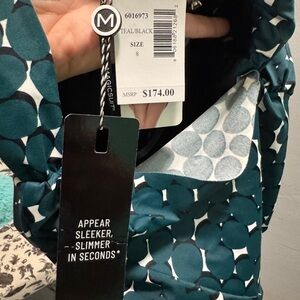 M
6016973
TEAL/BLACK
SIZE
8
MSRP $174.00
APPEAR
SLEEKER,
SLIMMER
IN SECONDS*